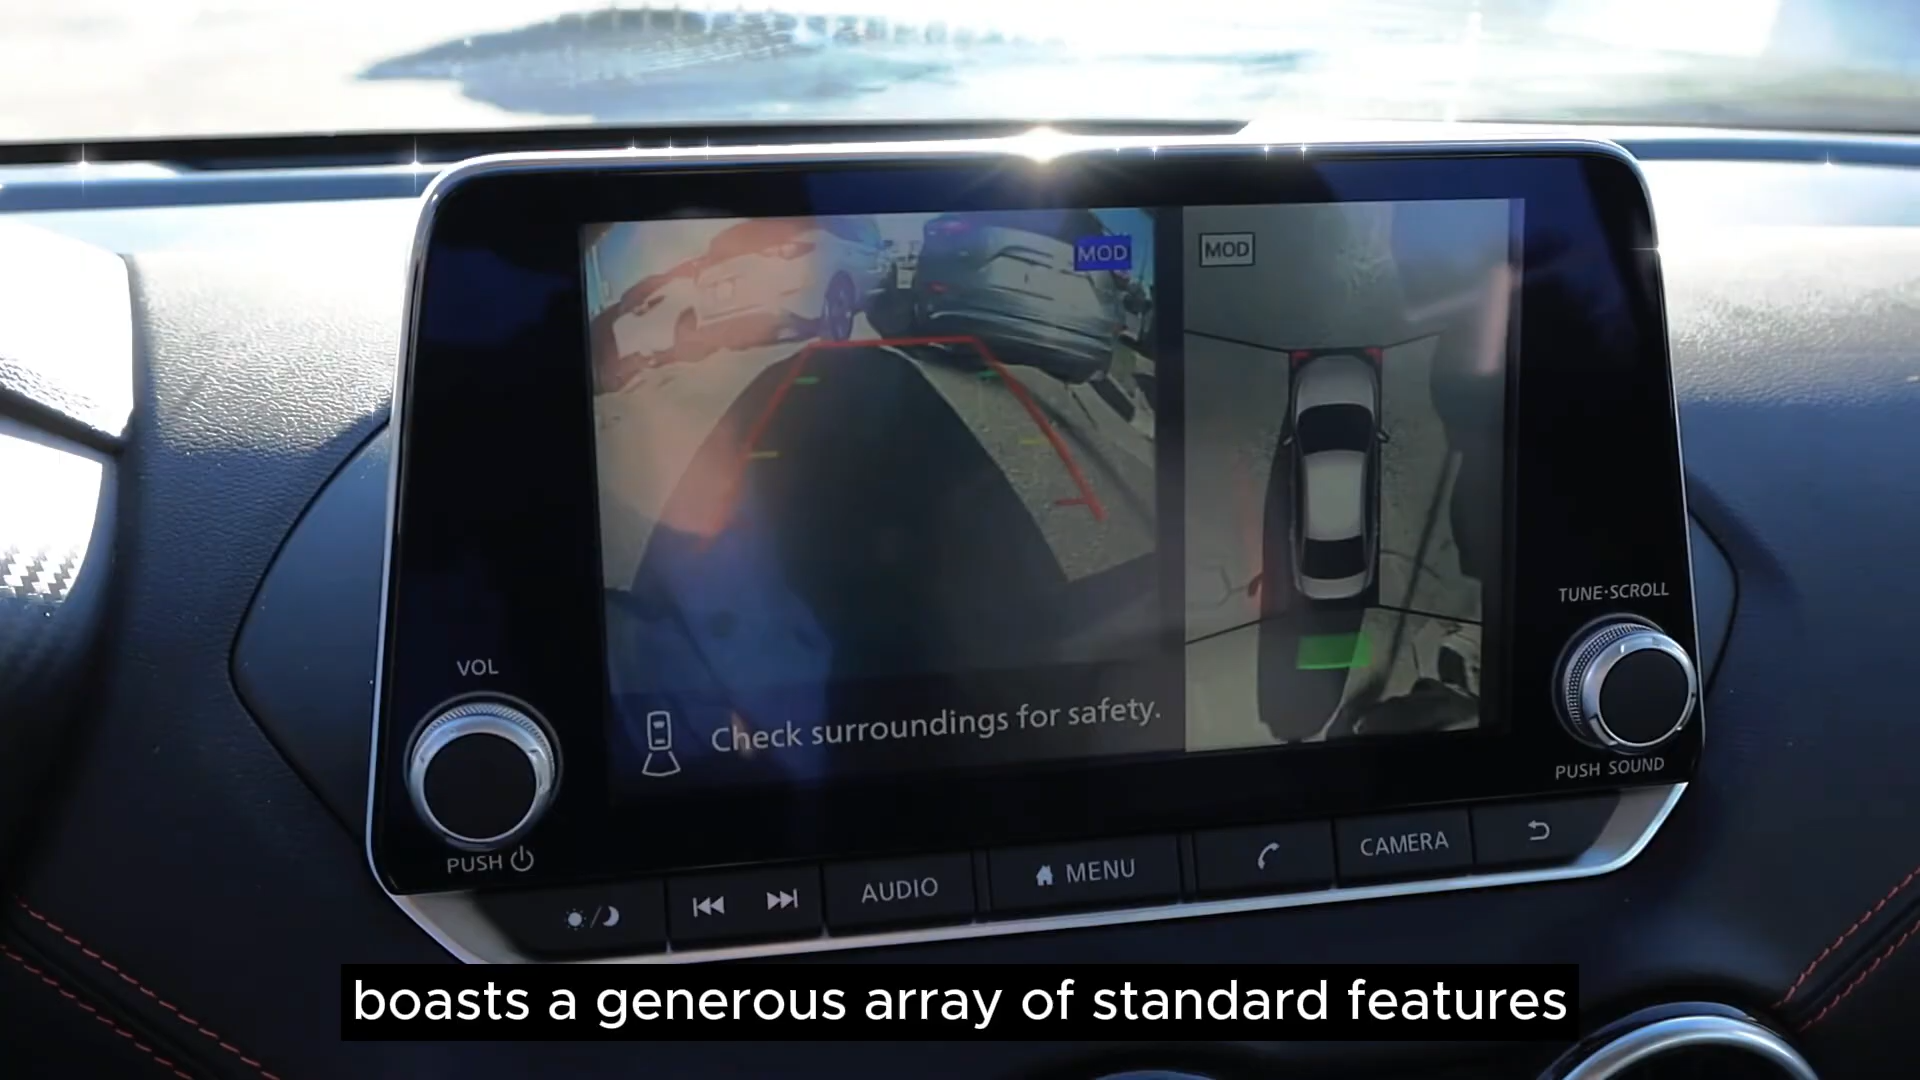 MOD
MOD
TUNE·SCROLL
VOL
Check surroundings for safety.
PUSH SOUND
PUSH
AUDIO
MENU
CAMERA
boasts a generous array of standard features